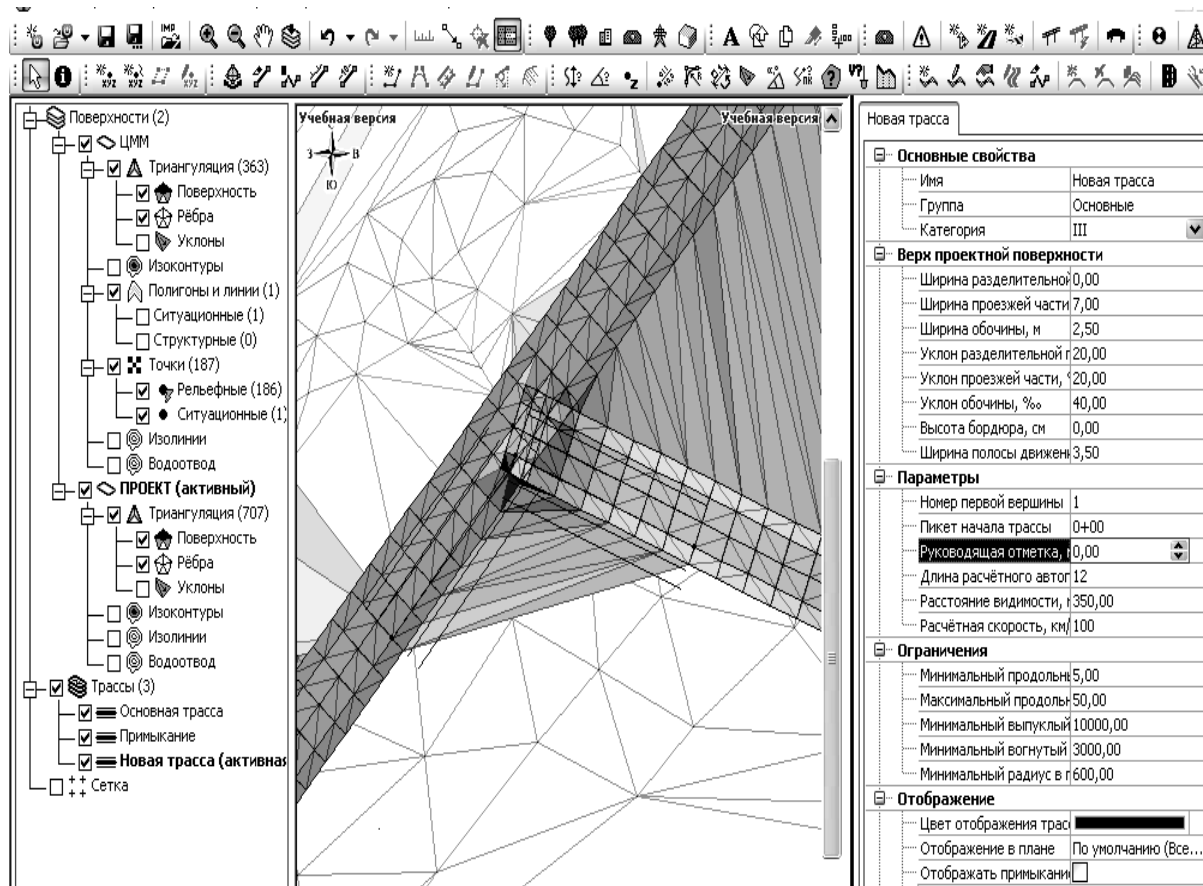 Поверхности (2)
ЦММ
Триангуляция (363)
Поверхность
Рёбра
Уклоны
Изоконтуры
Полигоны и линии (1)
Ситуационные (1)
Структурные (0)
Точки (187)
Рельефные (186)
Ситуационные (1)
Изолинии
Водоотвод
ПРОЕКТ (активный)
Триангуляция (707)
Поверхность
Рёбра
Уклоны
Изоконтуры
Изолинии
Водоотвод
Трассы (3)
Основная трасса
Примыкание
Новая трасса (активная
Сетка
Учебная версия Учебная версия
З В
Ю
Новая трасса
Основные свойства
Имя Новая трасса
Группа Основные
Категория III
Верх проектной поверхности
Ширина разделительной 0,00
Ширина проезжей части 7,00
Ширина обочины, м 2,50
Уклон разделительной п 20,00
Уклон проезжей части, 20,00
Уклон обочины, ‰ 40,00
Высота бордюра, см 0,00
Ширина полосы движени 3,50
Параметры
Номер первой вершины 1
Пикет начала трассы 0+00
Руководящая отметка, 0,00
Длина расчётного автог 12
Расстояние видимости, 350,00
Расчётная скорость, км/ 100
Ограничения
Минимальный продольны 5,00
Максимальный продольн 50,00
Минимальный выпуклый 10000,00
Минимальный вогнутый 3000,00
Минимальный радиус в п 600,00
Отображение
Цвет отображения трасс
Отображение в плане По умолчанию (Все...
Отображать примыкани